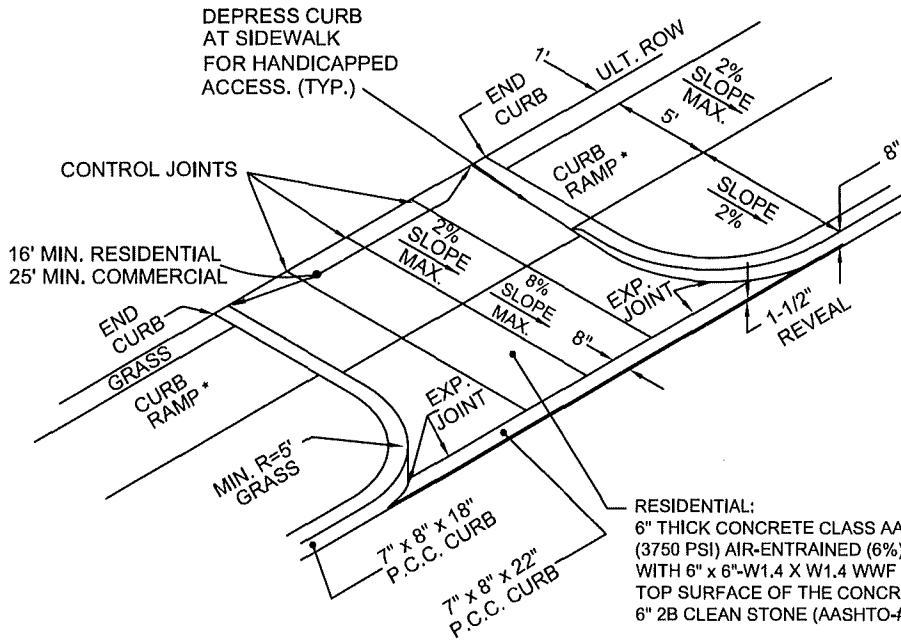 DEPRESS CURB
AT SIDEWALK
FOR HANDICAPPED
ACCESS. (TYP.)
1'
ULT. ROW
2%
SLOPE
MAX.
END
CURB
5'
CURB
RAMP *
8"
SLOPE
2%
CONTROL JOINTS
16' MIN. RESIDENTIAL
25' MIN. COMMERCIAL
2%
SLOPE
MAX.
8%
SLOPE
MAX.
EXP.
JOINT
1-1/2"
REVEAL
END
CURB
GRASS
CURB
RAMP *
8"
EXP.
JOINT
MIN. R=5'
GRASS
7" x 8" x 18"
P.C.C. CURB
7" x 8" x 22"
P.C.C. CURB
RESIDENTIAL:
6" THICK CONCRETE CLASS AA
(3750 PSI) AIR-ENTRAINED (6%)
WITH 6" x 6"-W1.4 X W1.4 WWF
TOP SURFACE OF THE CONCR
6" 2B CLEAN STONE (AASHTO-